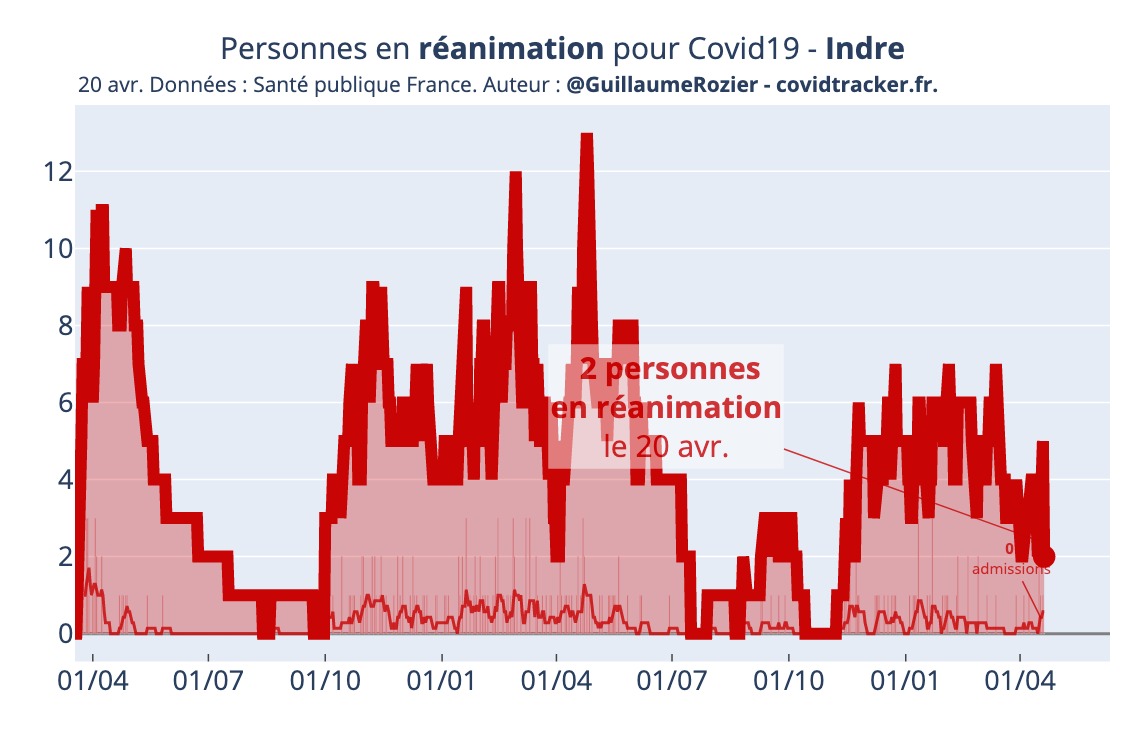 Personnes en réanimation pour Covid19 - Indre
20 avr. Données : Santé publique France. Auteur : @GuillaumeRozier - covidtracker.fr.
12
10
8
6
4
2
0
2 personnes
en réanimation
le 20 avr.
0
admissions
01/04
01/07
01/10
01/01
01/04
01/07
01/10
01/01
01/04